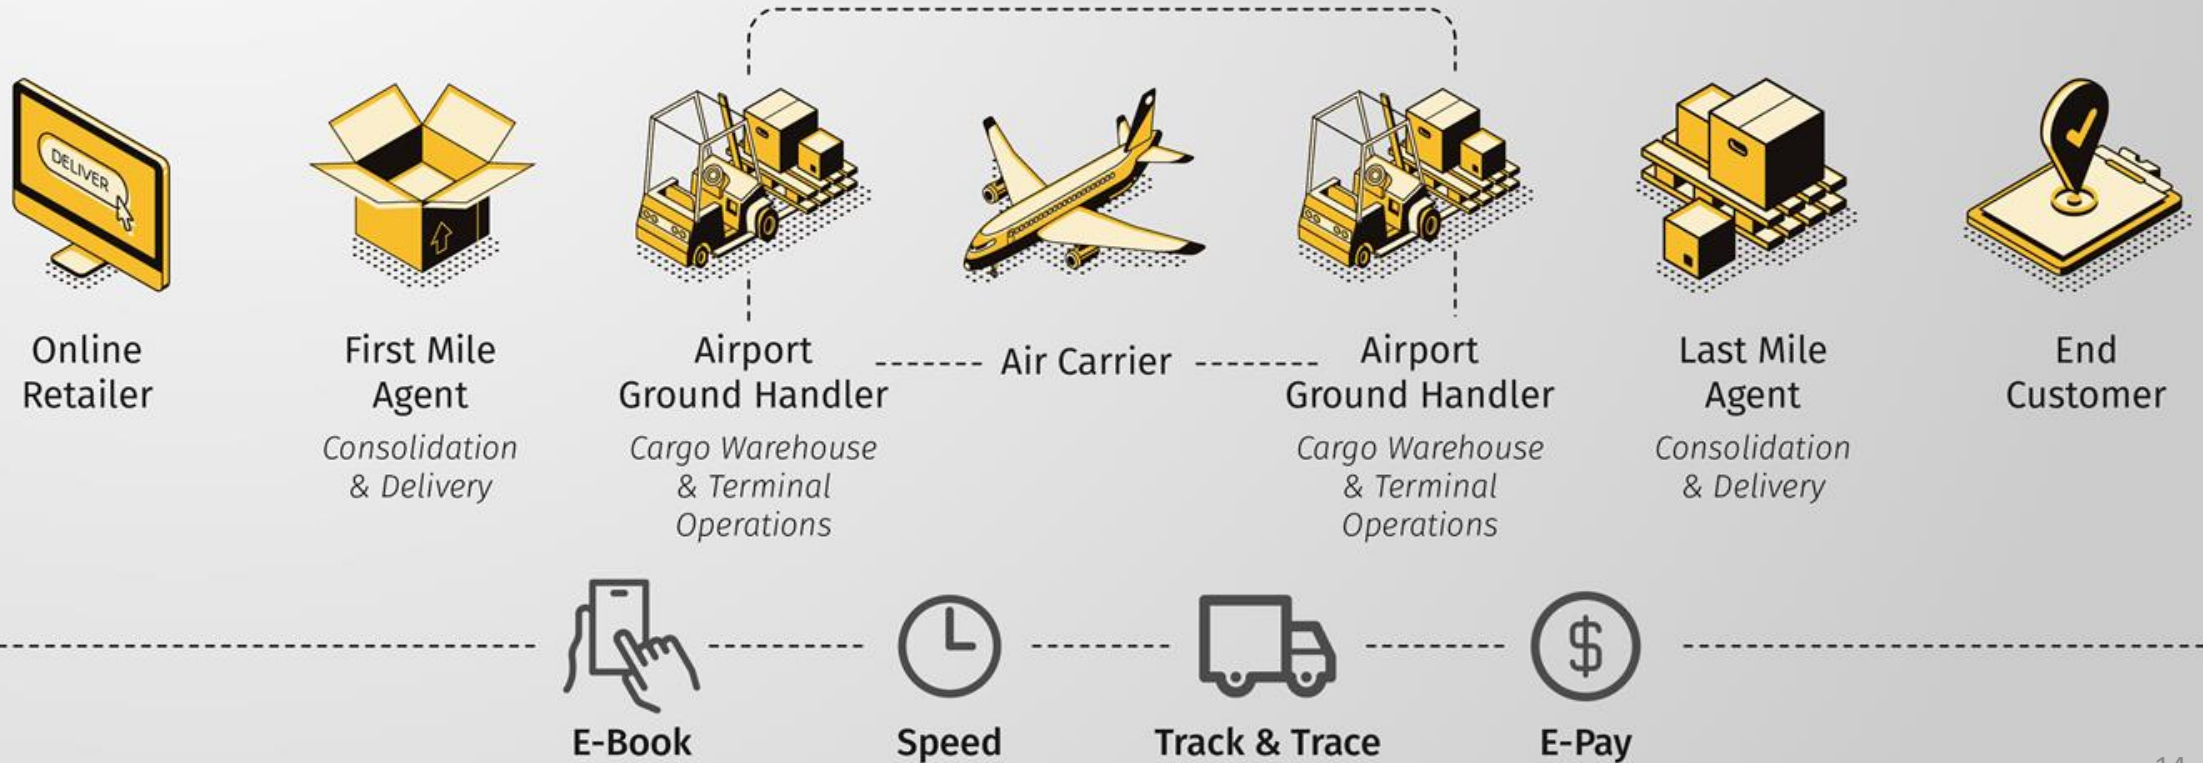 DELIVER
Online
Retailer
First Mile
Agent
Consolidation
& Delivery
Airport
Ground Handler
Cargo Warehouse
& Terminal
Operations
Air Carrier
Airport
Ground Handler
Cargo Warehouse
& Terminal
Operations
Last Mile
Agent
Consolidation
& Delivery
End
Customer
$
E-Book
Speed
Track & Trace
E-Pay